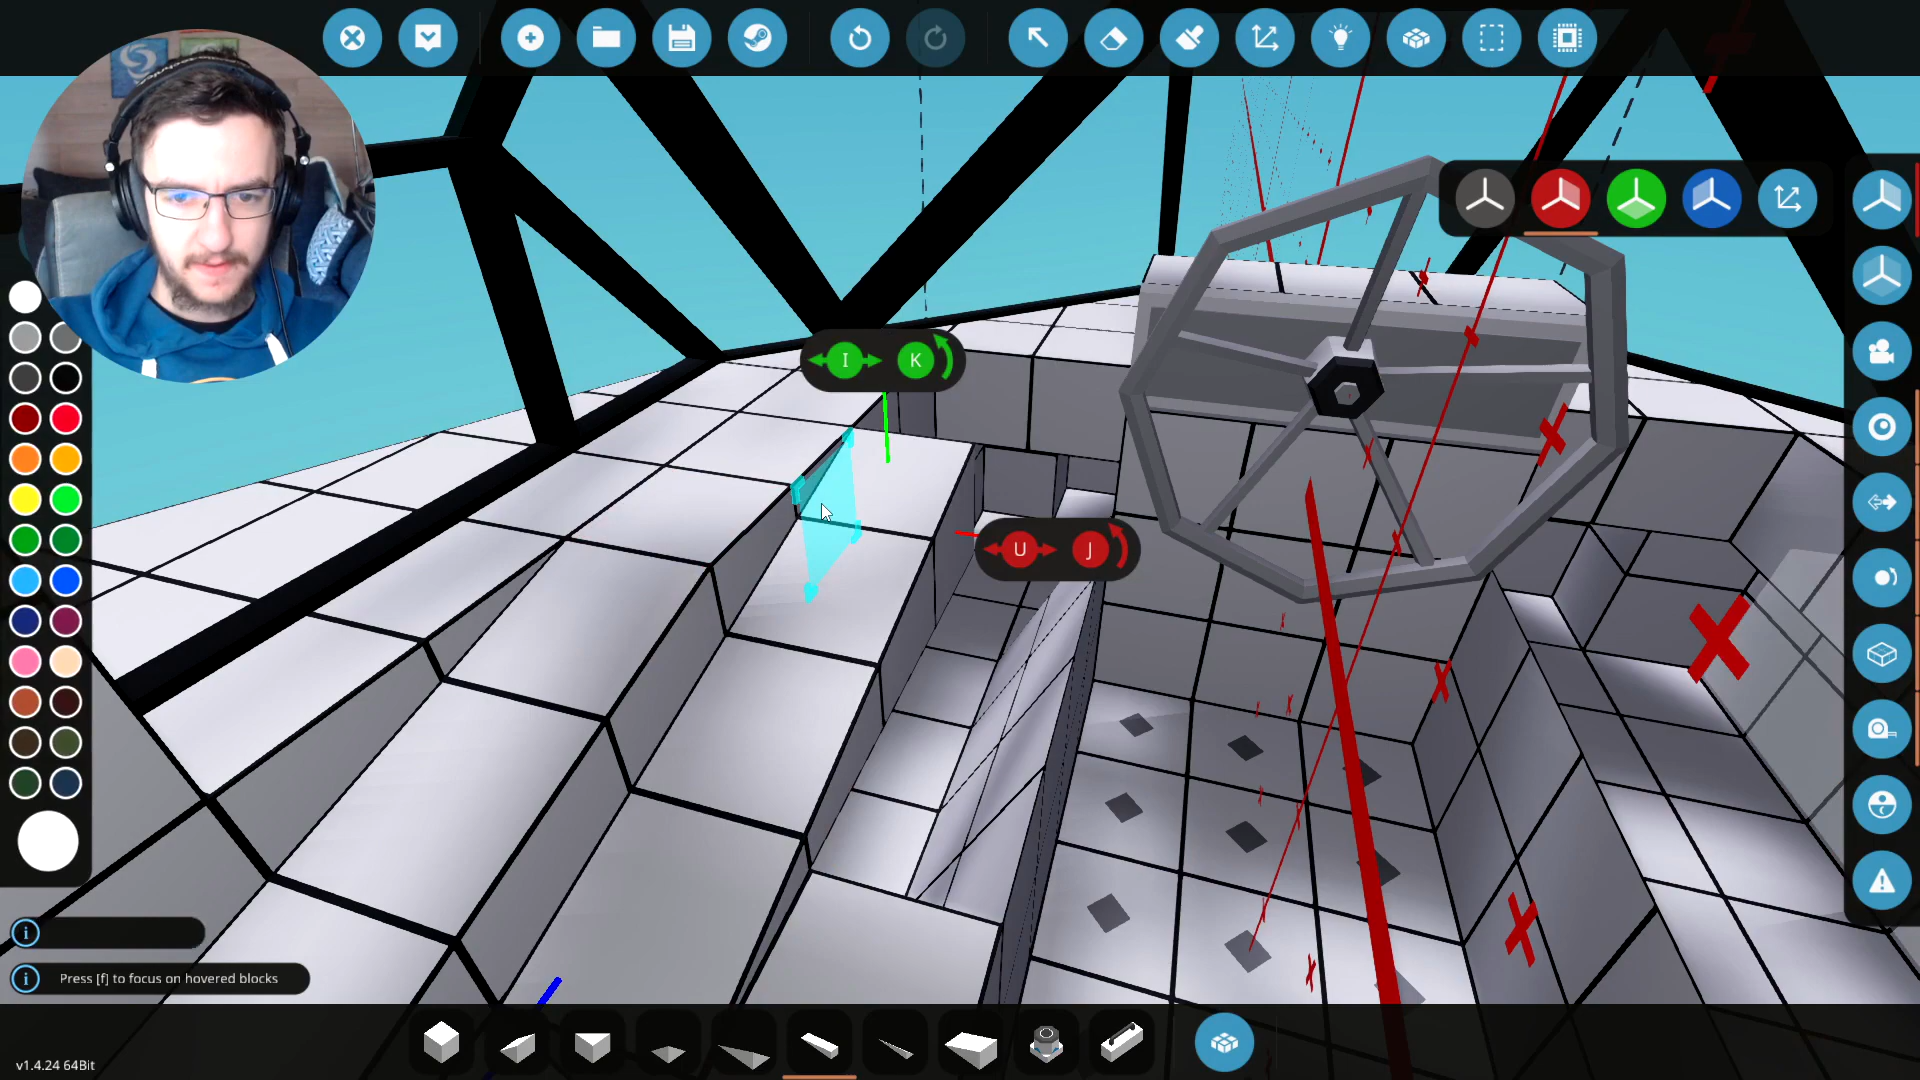 I K
U J
Press [f] to focus on hovered blocks
v1.4.24 64Bit